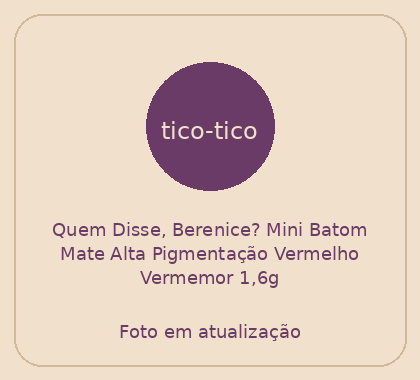 tico-tico
Quem Disse, Berenice? Mini Batom
Mate Alta Pigmentação Vermelho
Vermemor 1,6g
Foto em atualização